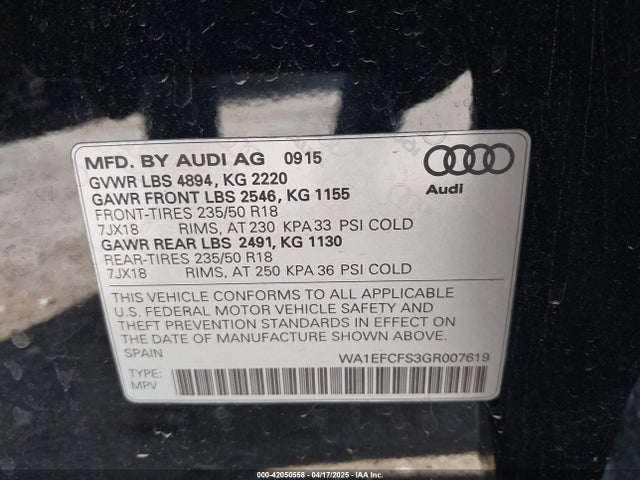 MFD. BY AUDI AG 0915
GVWR LBS 4894, KG 2220
GAWR FRONT LBS 2546, KG 1155
FRONT-TIRES 235/50 R18
7JX18 RIMS, AT 230 KPA 33 PSI COLD
GAWR REAR LBS 2491, KG 1130
REAR-TIRES 235/50 R18
7JX18 RIMS, AT 250 KPA 36 PSI COLD
Audi
THIS VEHICLE CONFORMS TO ALL APPLICABLE
U.S. FEDERAL MOTOR VEHICLE SAFETY AND
THEFT PREVENTION STANDARDS IN EFFECT ON
THE DATE OF MANUFACTURE SHOWN ABOVE.
SPAIN WA1EFCFS3GR007619
TYPE:
MPV
000-42050558 - 04/17/2025 - IAAI. INC.